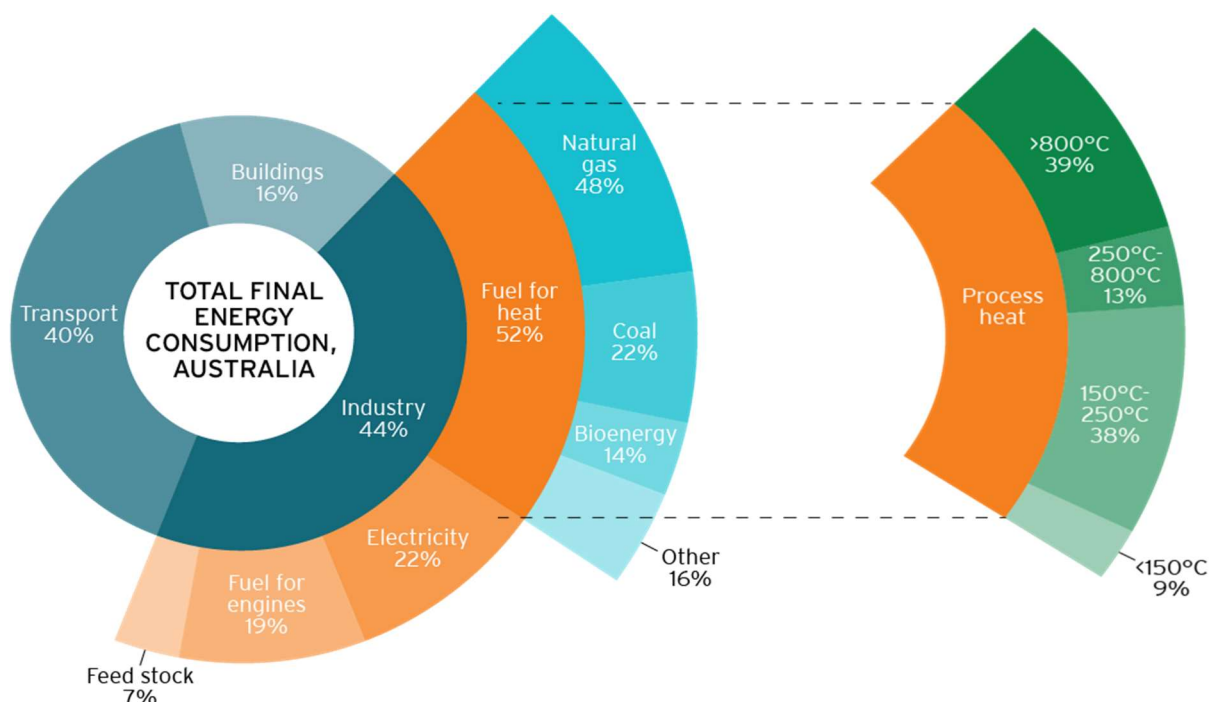 TOTAL FINAL
ENERGY
CONSUMPTION,
AUSTRALIA
Buildings
16%
Transport
40%
Industry
44%
Fuel for
heat
52%
Electricity
22%
Fuel for
engines
19%
Feed stock
7%
Natural
gas
48%
Coal
22%
Bioenergy
14%
Other
16%
Process
heat
>800°C
39%
250°C-
800°C
13%
150°C-
250°C
38%
<150°C
9%